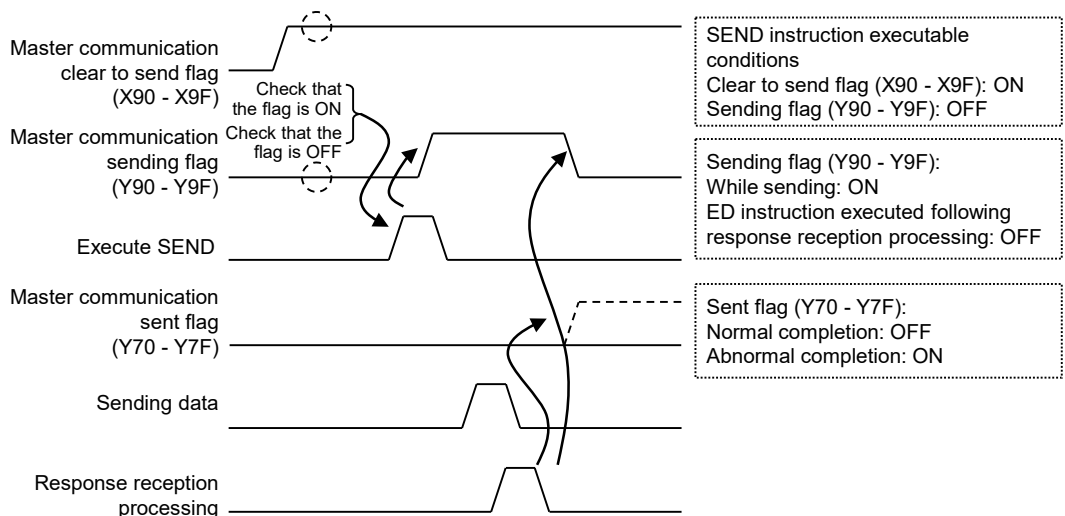 Master communication
clear to send flag
(X90 - X9F)
Check that
the flag is ON
Check that the
flag is OFF
Master communication
sending flag
(Y90 - Y9F)
Execute SEND
Master communication
sent flag
(Y70 - Y7F)
Sending data
Response reception
processing
SEND instruction executable
conditions
Clear to send flag (X90 - X9F): ON
Sending flag (Y90 - Y9F): OFF
Sending flag (Y90 - Y9F):
While sending: ON
ED instruction executed following
response reception processing: OFF
Sent flag (Y70 - Y7F):
Normal completion: OFF
Abnormal completion: ON